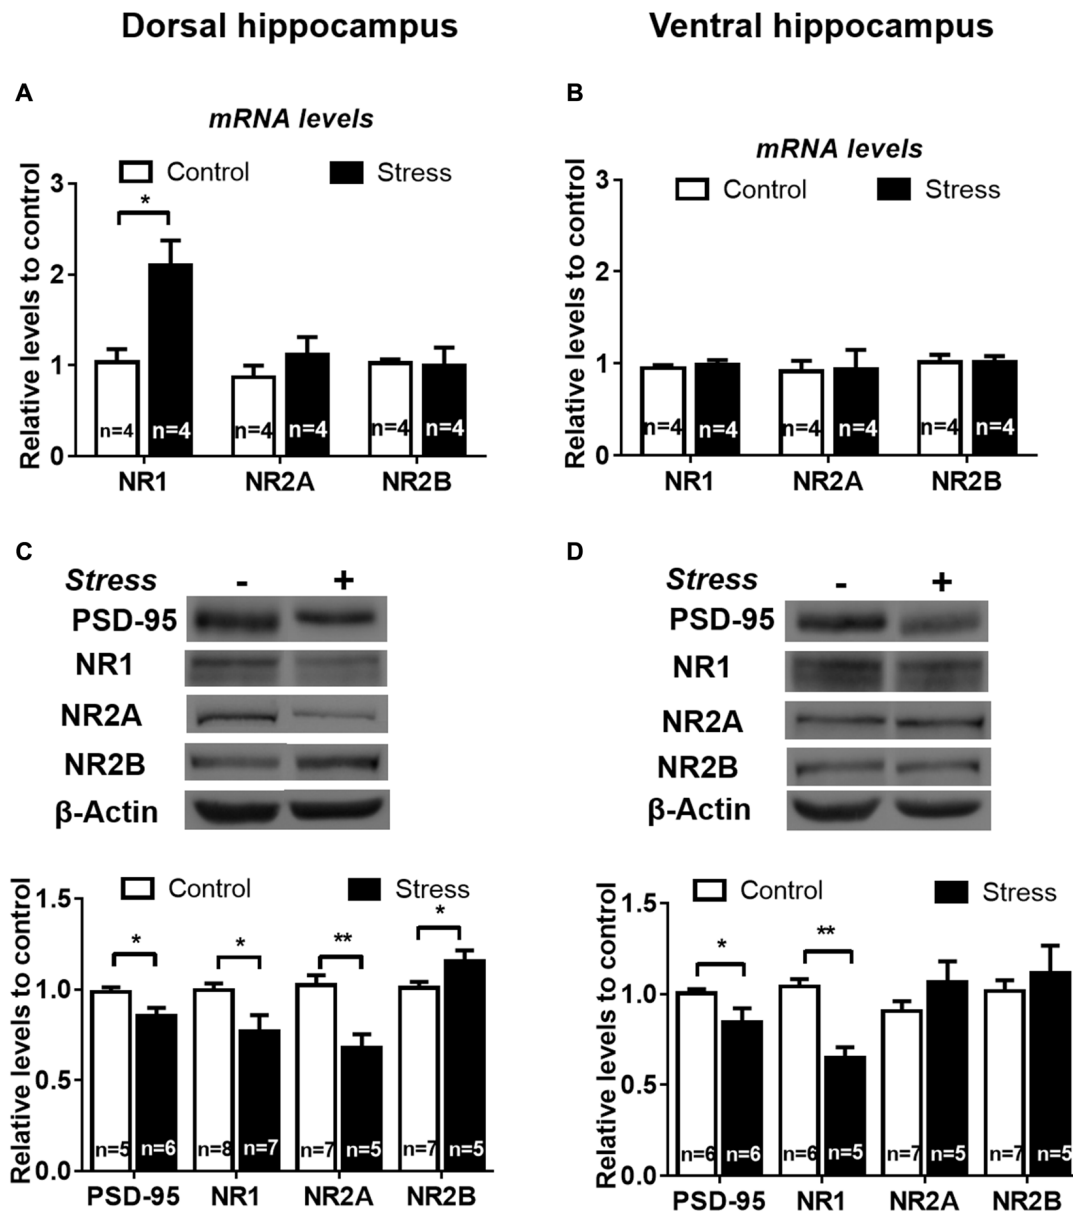 Dorsal hippocampus
Ventral hippocampus
A
mRNA levels
Control
Stress
Relative levels to control
3
2
1
0
*
n=4
n=4
n=4
n=4
n=4
n=4
NR1
NR2A
NR2B
B
mRNA levels
Control
Stress
Relative levels to control
3
2
1
0
n=4
n=4
n=4
n=4
n=4
n=4
NR1
NR2A
NR2B
C
Stress - +
PSD-95
NR1
NR2A
NR2B
β-Actin
Control
Stress
Relative levels to control
1.5
1.0
0.5
0.0
*
*
**
*
n=5
n=6
n=8
n=7
n=7
n=5
n=7
n=5
PSD-95
NR1
NR2A
NR2B
D
Stress - +
PSD-95
NR1
NR2A
NR2B
β-Actin
Control
Stress
Relative levels to control
1.5
1.0
0.5
0.0
*
**
n=6
n=6
n=6
n=5
n=7
n=5
n=7
n=5
PSD-95
NR1
NR2A
NR2B